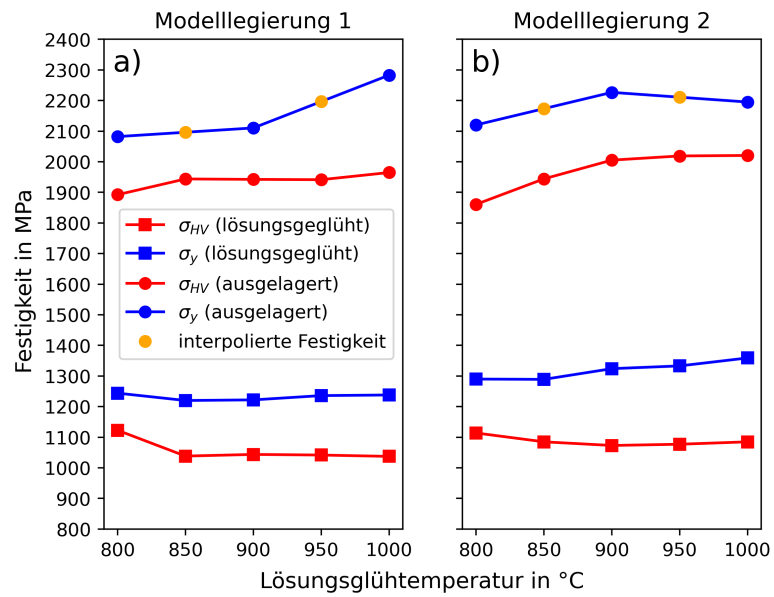 Modelllegierung 1
Modelllegierung 2
a)
b)
2400
2300
2200
2100
2000
1900
1800
1700
1600
1500
1400
1300
1200
1100
1000
900
800
Festigkeit in MPa
σHV (lösungsgeglüht)
σy (lösungsgeglüht)
σHV (ausgelagert)
σy (ausgelagert)
interpolierte Festigkeit
800 850 900 950 1000
800 850 900 950 1000
Lösungsglühtemperatur in °C